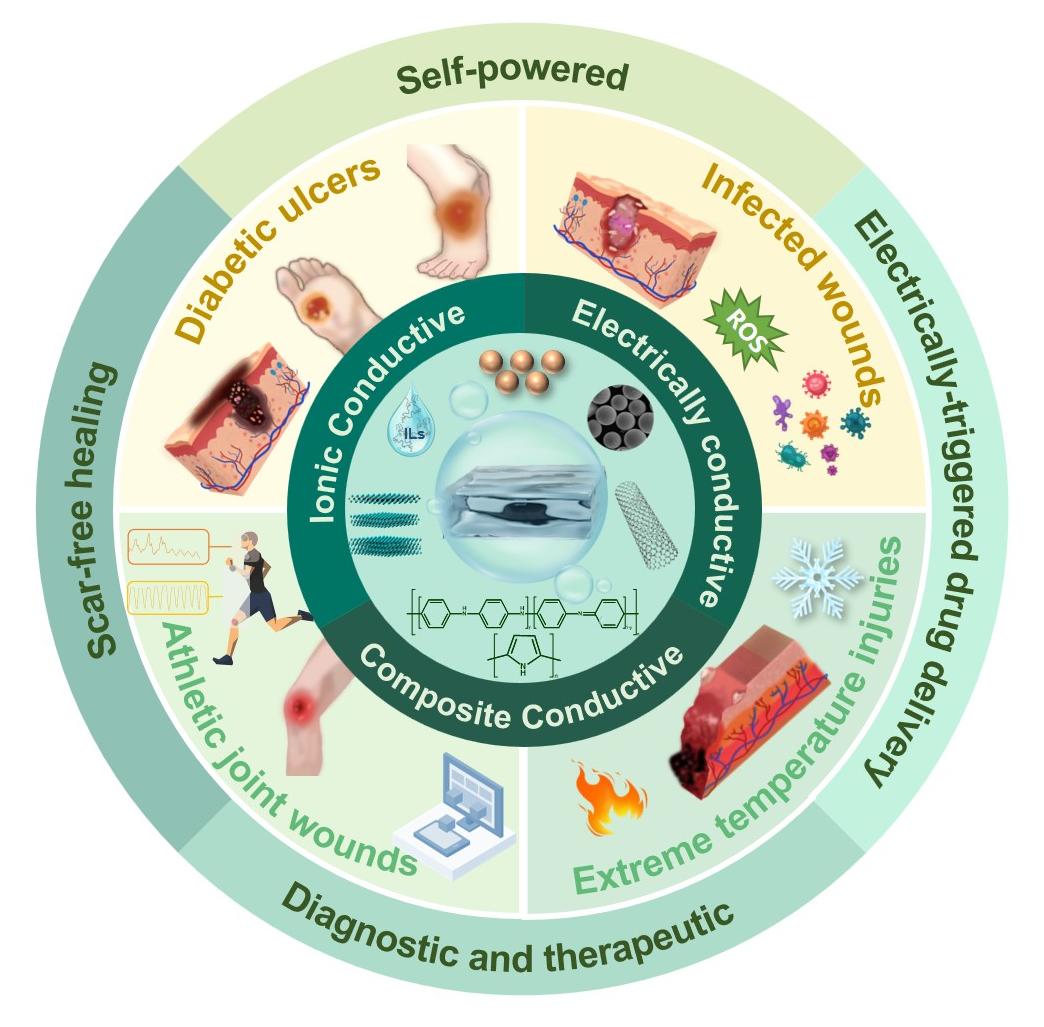 Self-powered
Electrically-triggered drug delivery
Diagnostic and therapeutic
Scar-free healing
Diabetic ulcers
Infected wounds
ROS
Extreme temperature injuries
Athletic joint wounds
Ionic Conductive
Electrically conductive
Composite Conductive
ILs
H
N
H
N
N
N
n
N
H
n